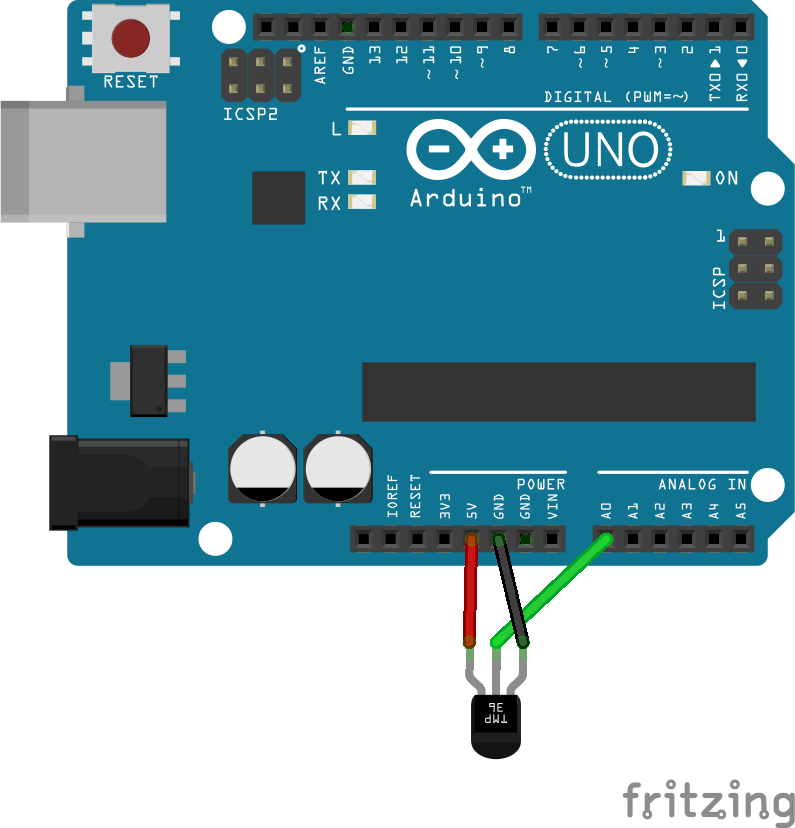 RESET
AREF
GND
13
12
~11
~10
~9
8
7
~6
~5
4
~3
2
TX0▶1
RX0◀0
ICSP2
DIGITAL (PWM=~)
L
TX
RX
Arduino™
UNO
ON
1
ICSP
IOREF
RESET
3V3
5V
GND
GND
VIN
POWER
ANALOG IN
A0
A1
A2
A3
A4
A5
TMP
36
fritzing